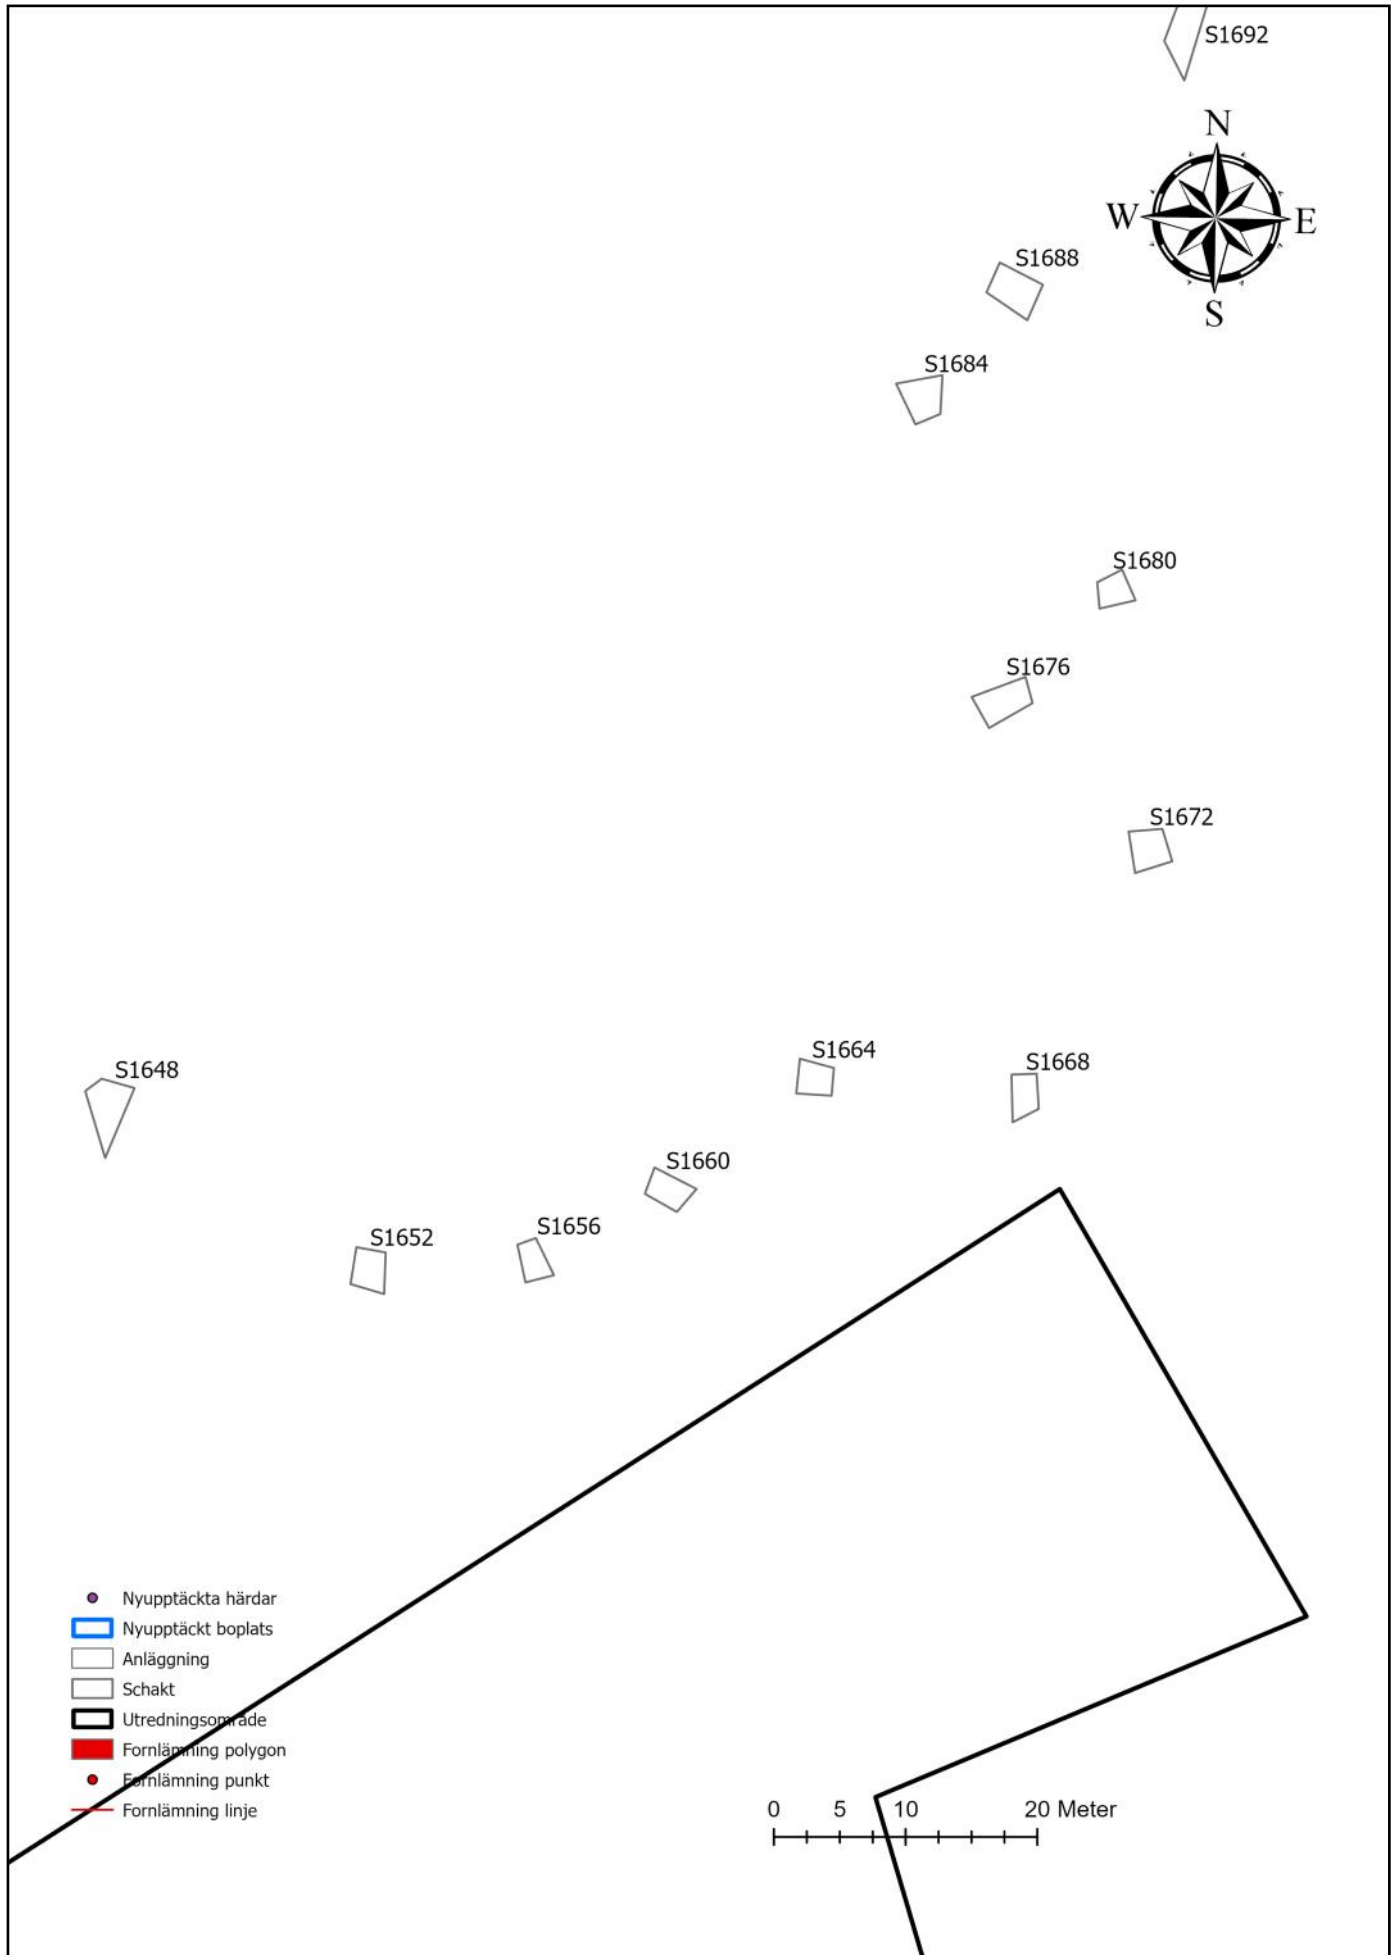 S1692
N
W
E
S
S1688
S1684
S1680
S1676
S1672
S1664
S1668
S1648
S1660
S1656
S1652
Nyupptäckta härdar
Nyupptäckt boplats
Anläggning
Schakt
Utredningsområde
Fornlämning polygon
Fornlämning punkt
Fornlämning linje
0 5 10 20 Meter